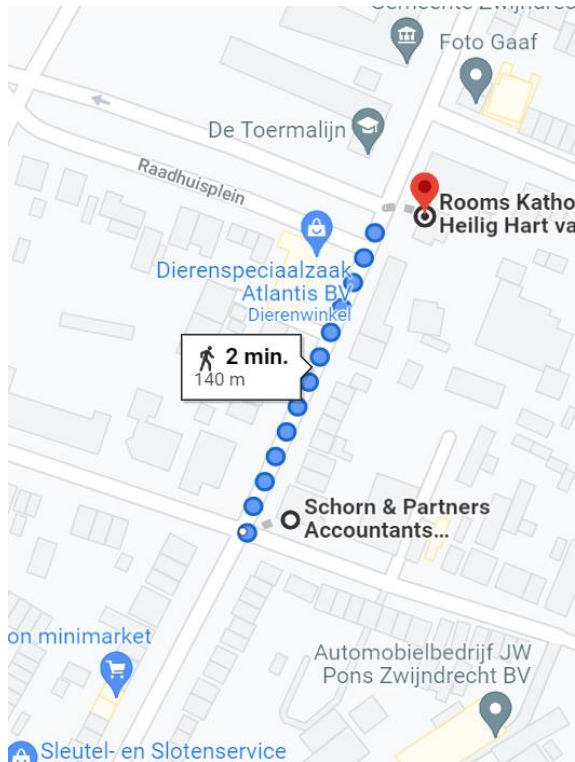 Gemeente Zwijndrec
Foto Gaaf
De Toermalijn
Raadhuisplein
Rooms Katho
Heilig Hart va
Dierenspeciaalzaak
Atlantis BV
Dierenwinkel
2 min.
140 m
Schorn & Partners
Accountants...
on minimarket
Automobielbedrijf JW
Pons Zwijndrecht BV
Sleutel- en Slotenservice